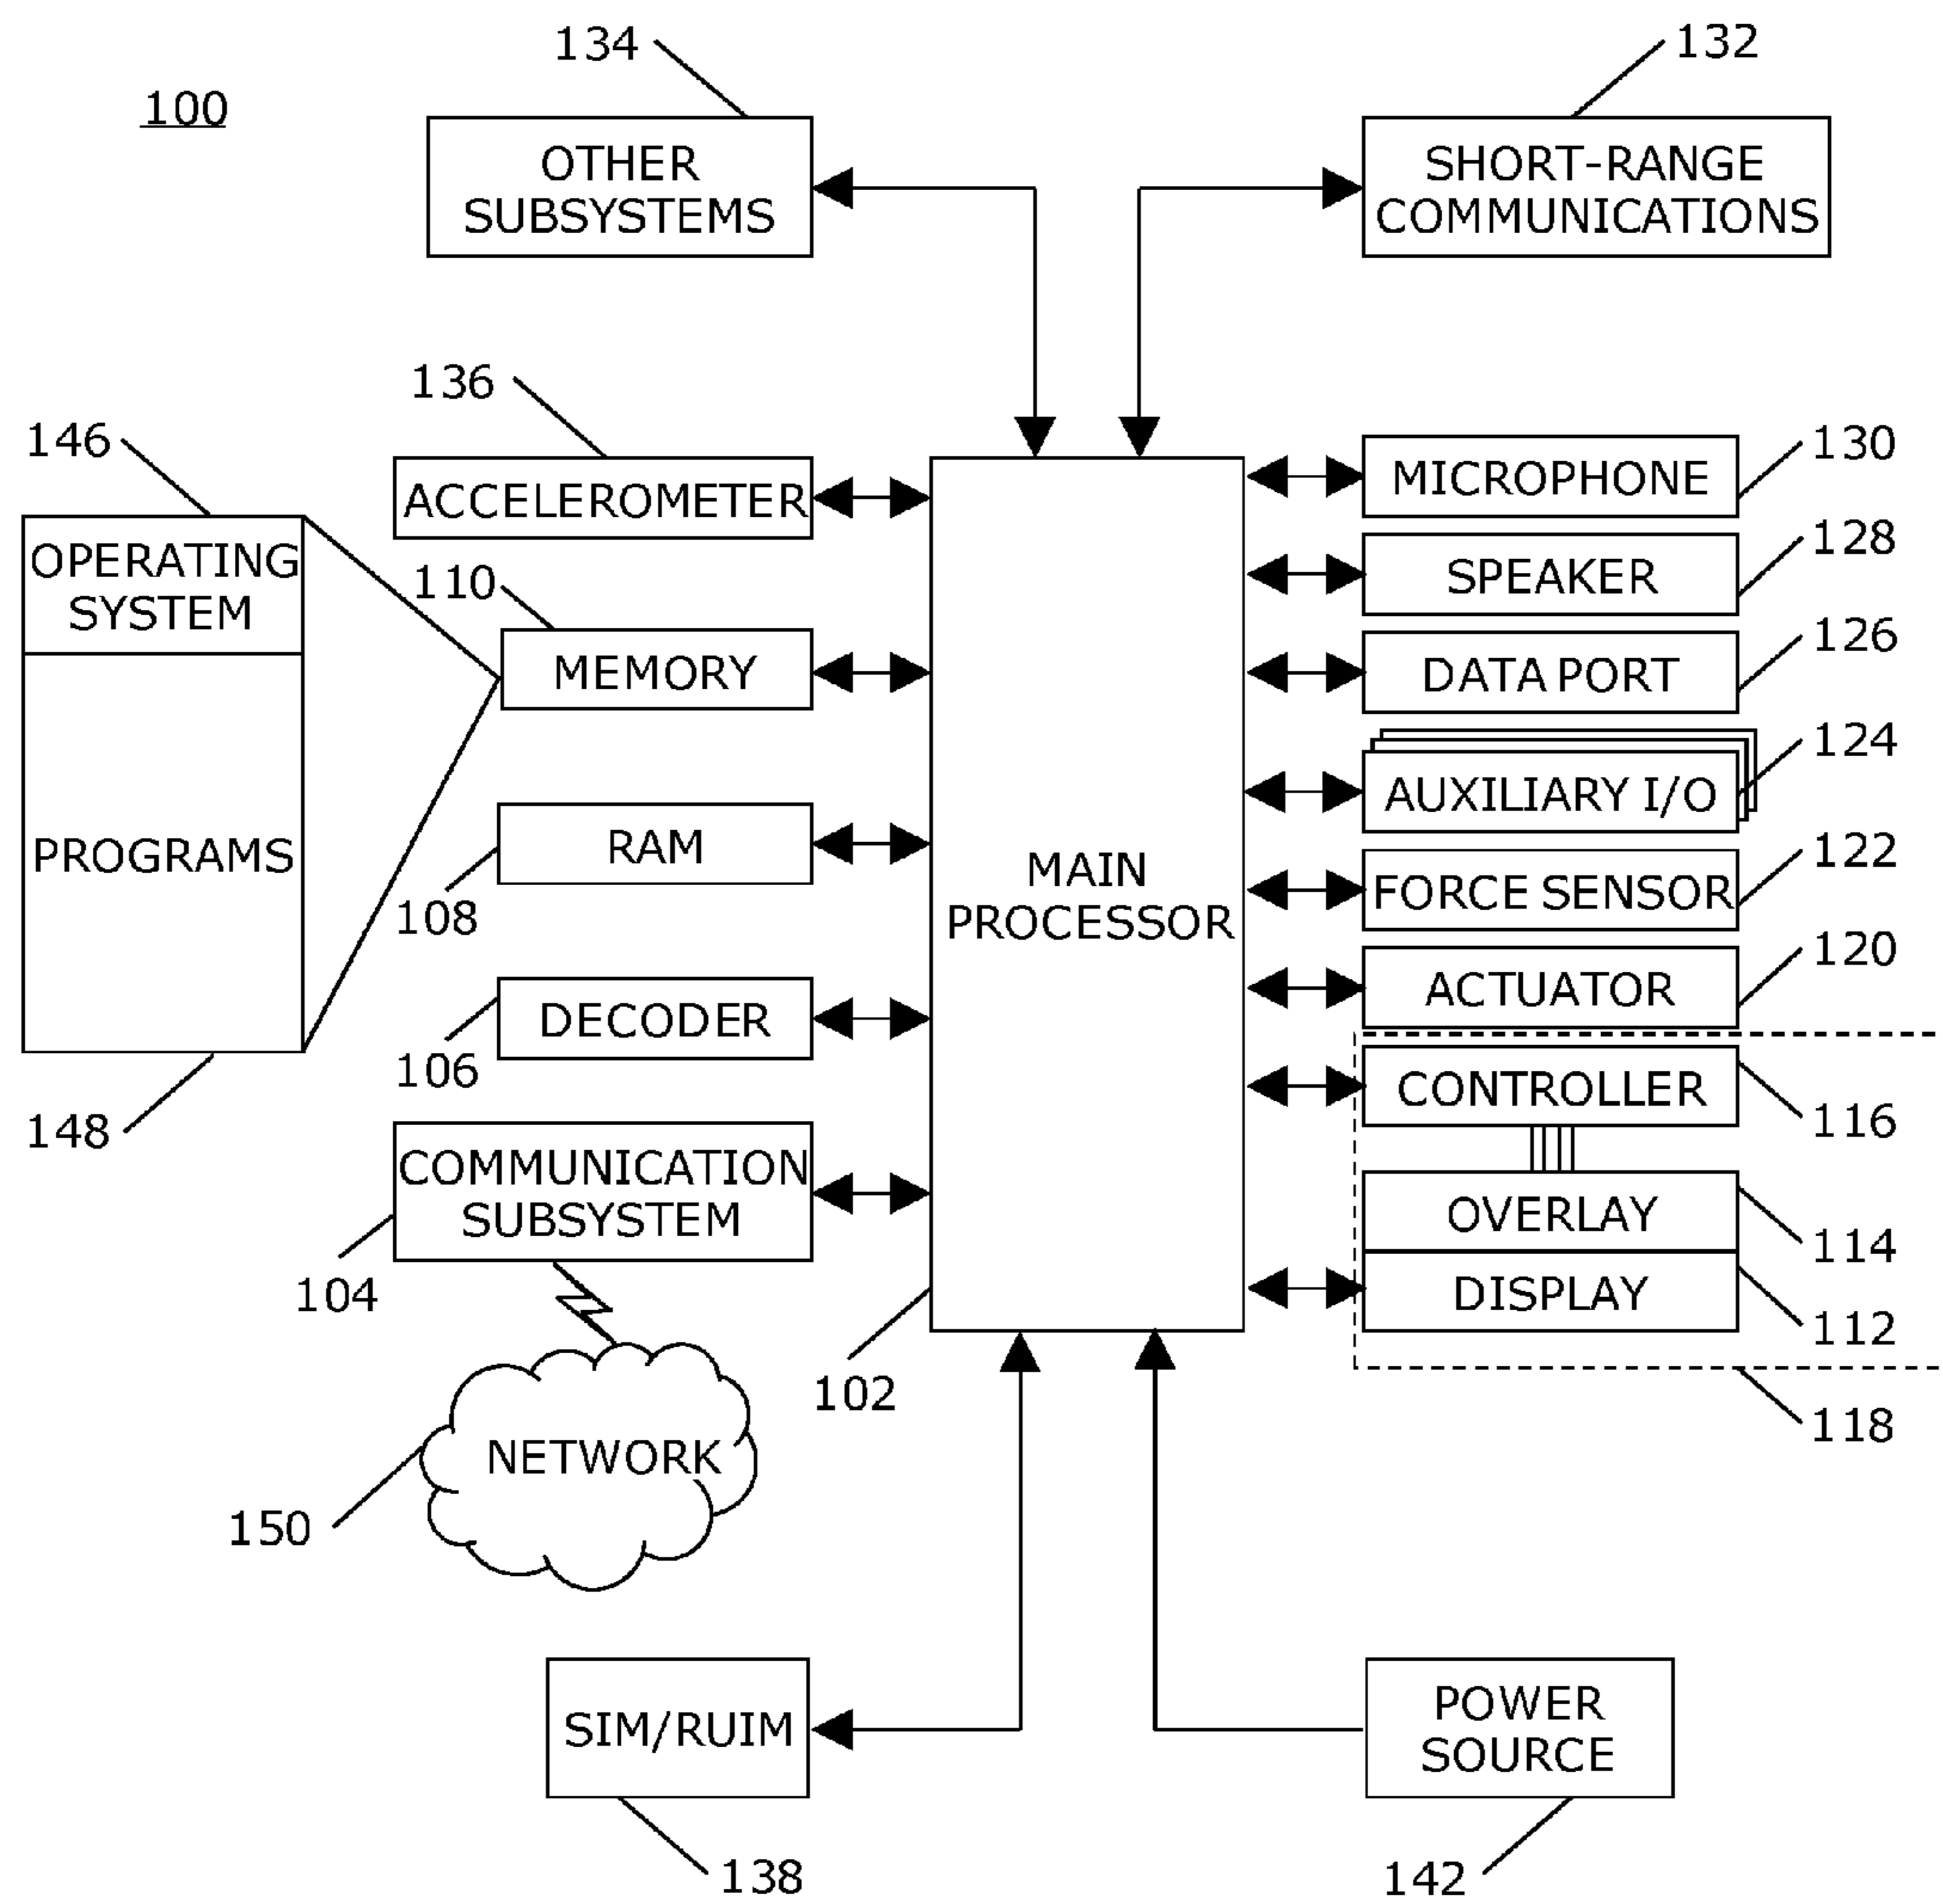 134
132
100
OTHER
SUBSYSTEMS
SHORT-RANGE
COMMUNICATIONS
136
146
130
ACCELEROMETER
MICROPHONE
128
OPERATING
SYSTEM
110
SPEAKER
126
MEMORY
DATA PORT
124
AUXILIARY I/O
PROGRAMS
RAM
MAIN
PROCESSOR
122
FORCE SENSOR
108
120
DECODER
ACTUATOR
106
CONTROLLER
148
116
COMMUNICATION
SUBSYSTEM
OVERLAY
114
104
DISPLAY
112
102
118
NETWORK
150
SIM/RUIM
POWER
SOURCE
138
142